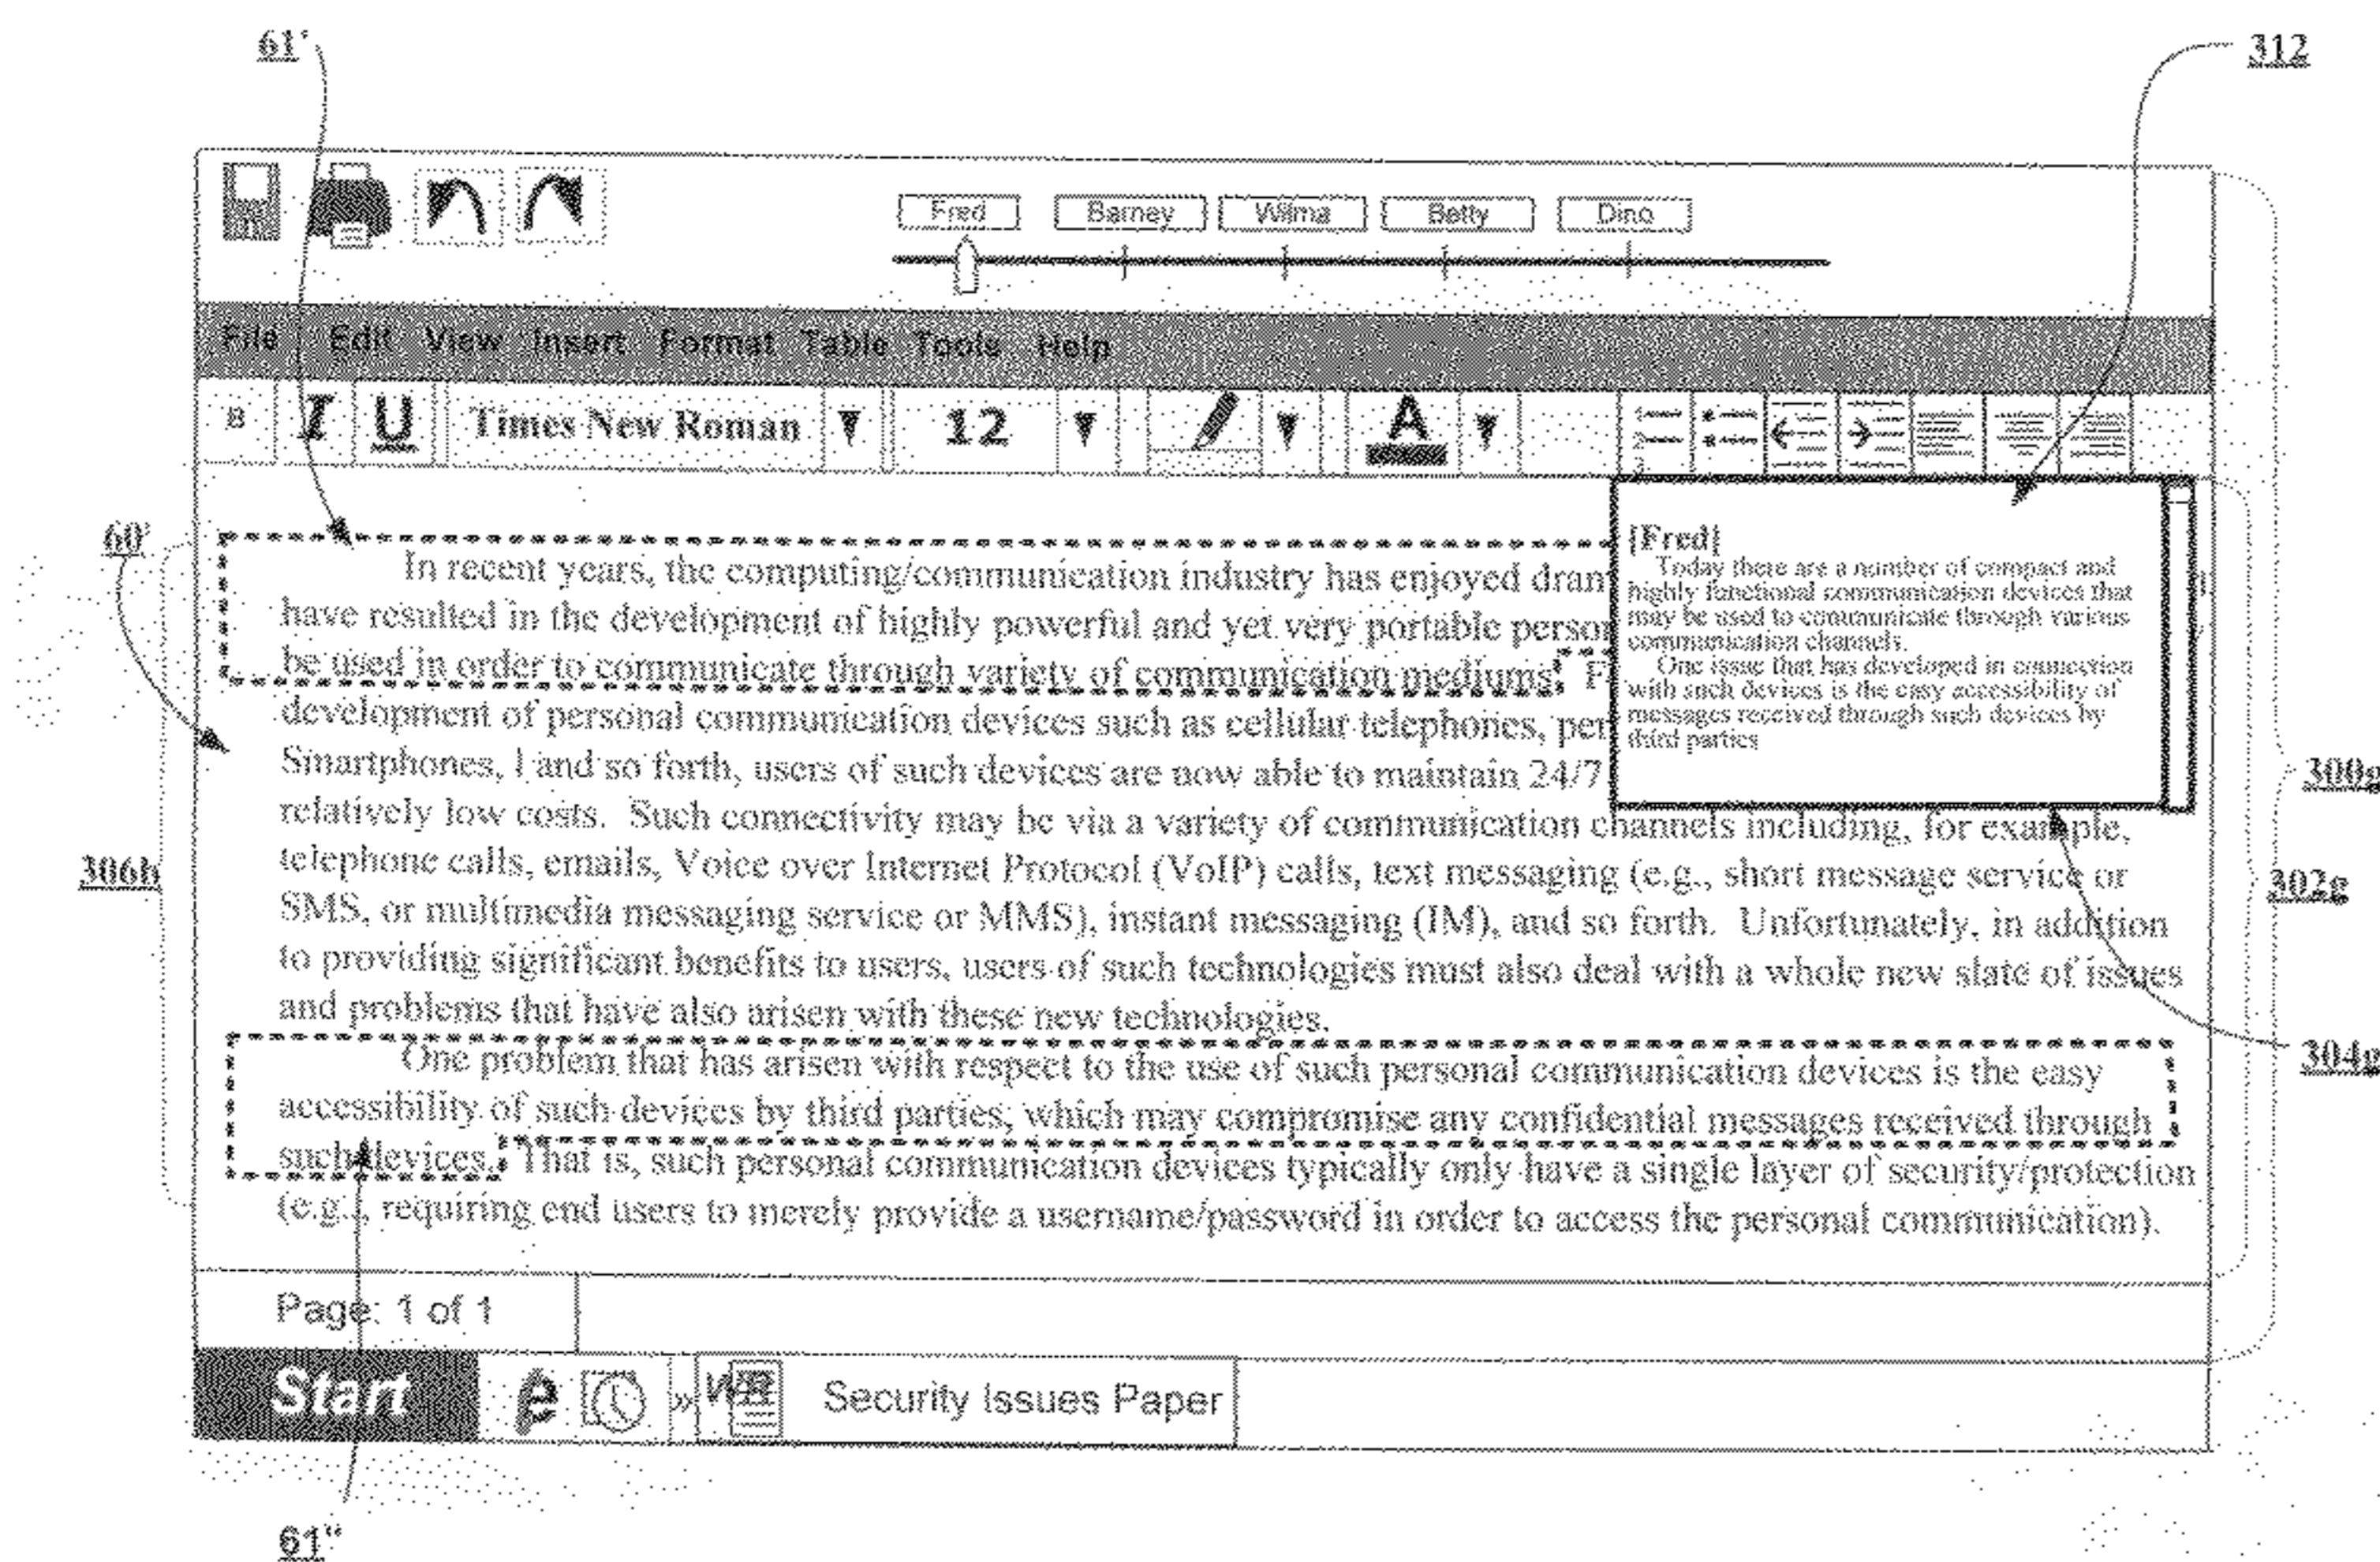 61'
312
Fred Barney Wilma Betty Dino
File Edit View Insert Format Table Tools Help
B I U Times New Roman 12 A
60'
In recent years, the computing/communication industry has enjoyed dram
have resulted in the development of highly powerful and yet very portable person
be used in order to communicate through variety of communication mediums. F
development of personal communication devices such as cellular telephones, per
Smartphones, l and so forth, users of such devices are now able to maintain 24/7
relatively low costs. Such connectivity may be via a variety of communication channels including, for example,
telephone calls, emails, Voice over Internet Protocol (VoIP) calls, text messaging (e.g., short message service or
SMS, or multimedia messaging service or MMS), instant messaging (IM), and so forth. Unfortunately, in addition
to providing significant benefits to users, users of such technologies must also deal with a whole new slate of issues
and problems that have also arisen with these new technologies.
One problem that has arisen with respect to the use of such personal communication devices is the easy
accessibility of such devices by third parties, which may compromise any confidential messages received through
such devices. That is, such personal communication devices typically only have a single layer of security/protection
(e.g., requiring end users to merely provide a username/password in order to access the personal communication).
[Fred]
Today there are a number of compact and
highly functional communication devices that
may be used to communicate through various
communication channels.
One issue that has developed in connection
with such devices is the easy accessibility of
messages received through such devices by
third parties
300g
306h
302g
304g
Page: 1 of 1
Start e » Security Issues Paper
61"